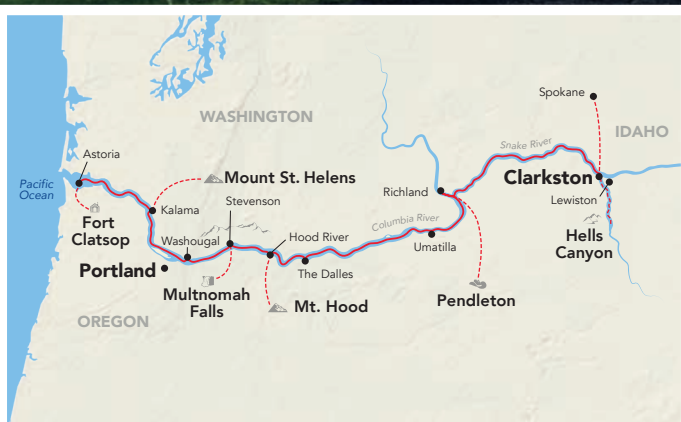 Spokane
WASHINGTON
IDAHO
Snake River
Astoria
Mount St. Helens
Clarkston
Pacific
Ocean
Richland
Lewiston
Stevenson
Kalama
Fort
Clatsop
Columbia River
Hells
Canyon
Washougal
Hood River
Umatilla
Portland
The Dalles
Multnomah
Falls
Mt. Hood
Pendleton
OREGON